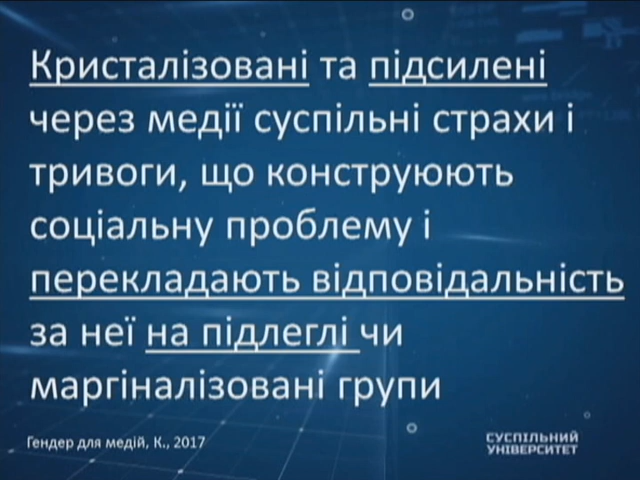 Кристалізовані та підсилені
через медії суспільні страхи і
тривоги, що конструюють
соціальну проблему і
перекладають відповідальність
за неї на підлеглі чи
маргіналізовані групи
Гендер для медій, К., 2017
СУСПІЛЬНИЙ
УНІВЕРСИТЕТ